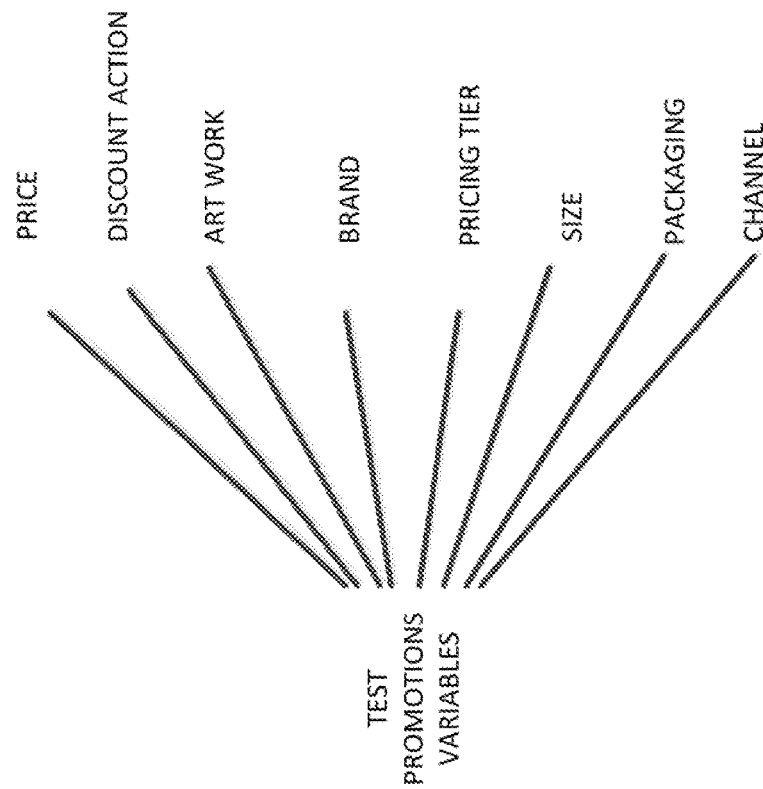 TEST
PROMOTIONS
VARIABLES
PRICE
DISCOUNT ACTION
ART WORK
BRAND
PRICING TIER
SIZE
PACKAGING
CHANNEL